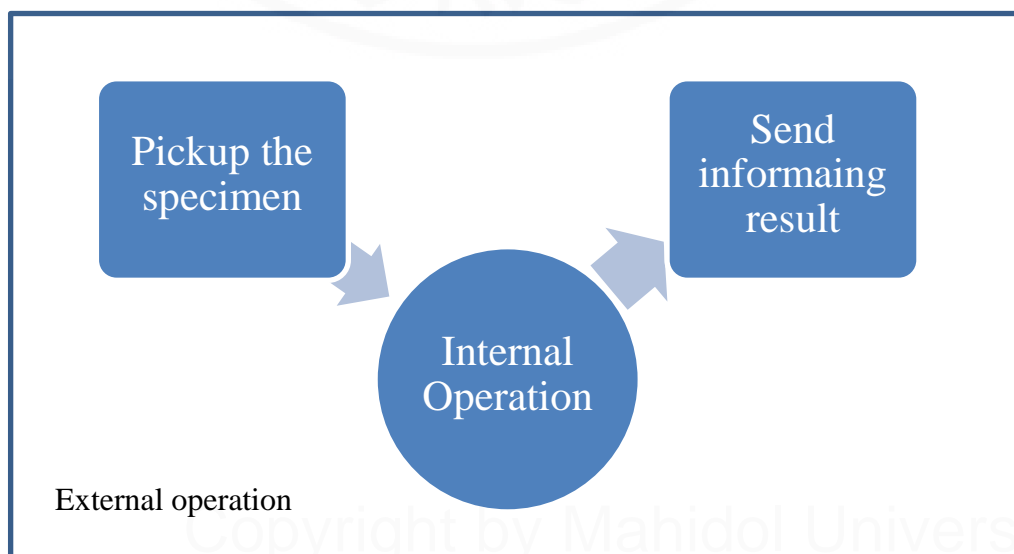 Pickup the
specimen
Send
informaing
result
Internal
Operation
External operation
Copyright by Mahidol Univers